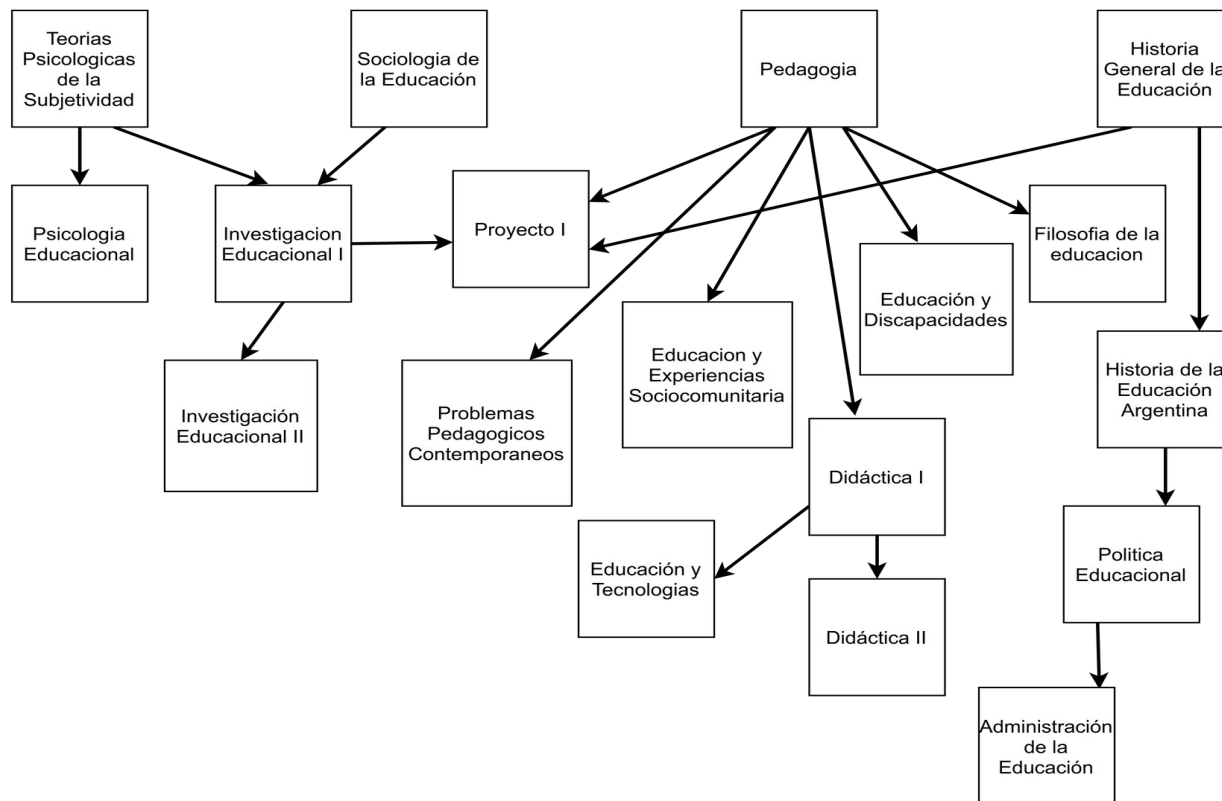 Teorias
Psicologicas
de la
Subjetividad
Sociologia de
la Educación
Pedagogia
Historia
General de la
Educación
Psicologia
Educacional
Investigacion
Educacional I
Proyecto I
Filosofia de la
educacion
Educación y
Discapacidades
Educacion y
Experiencias
Sociocomunitaria
Historia de la
Educación
Argentina
Investigación
Educacional II
Problemas
Pedagogicos
Contemporaneos
Didáctica I
Educación y
Tecnologias
Politica
Educacional
Didáctica II
Administración
de la
Educación